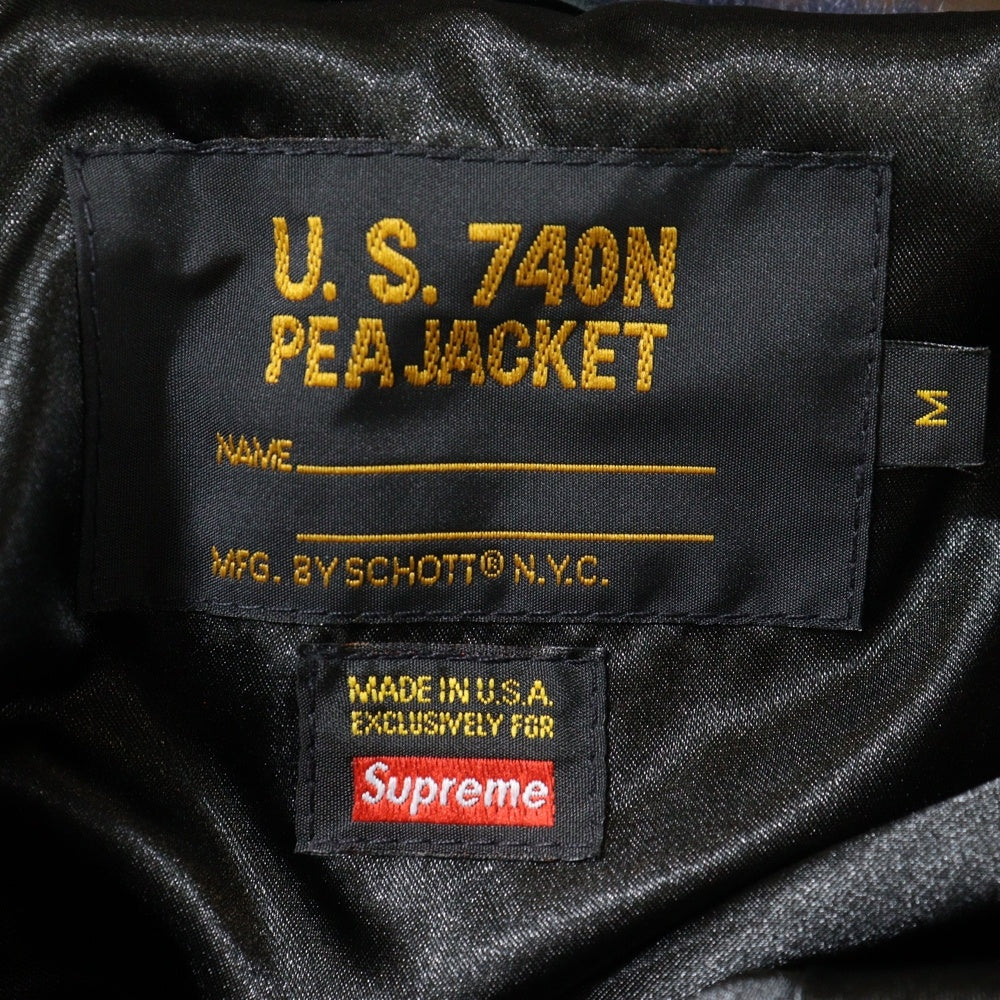 U. S. 740N
PEA JACKET
NAME
MFG. BY SCHOTT® N.Y.C.
M
MADE IN U.S.A.
EXCLUSIVELY FOR
Supreme